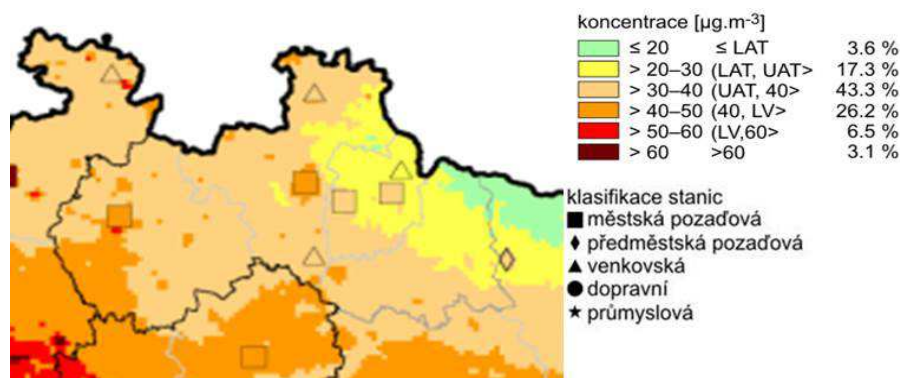 koncentrace [µg.m-³]
≤ 20 ≤ LAT 3.6 %
> 20–30 (LAT, UAT> 17.3 %
> 30–40 (UAT, 40> 43.3 %
> 40–50 (40, LV> 26.2 %
> 50–60 (LV,60> 6.5 %
> 60 >60 3.1 %
klasifikace stanic
městská pozaďová
předměstská pozaďová
venkovská
dopravní
průmyslová